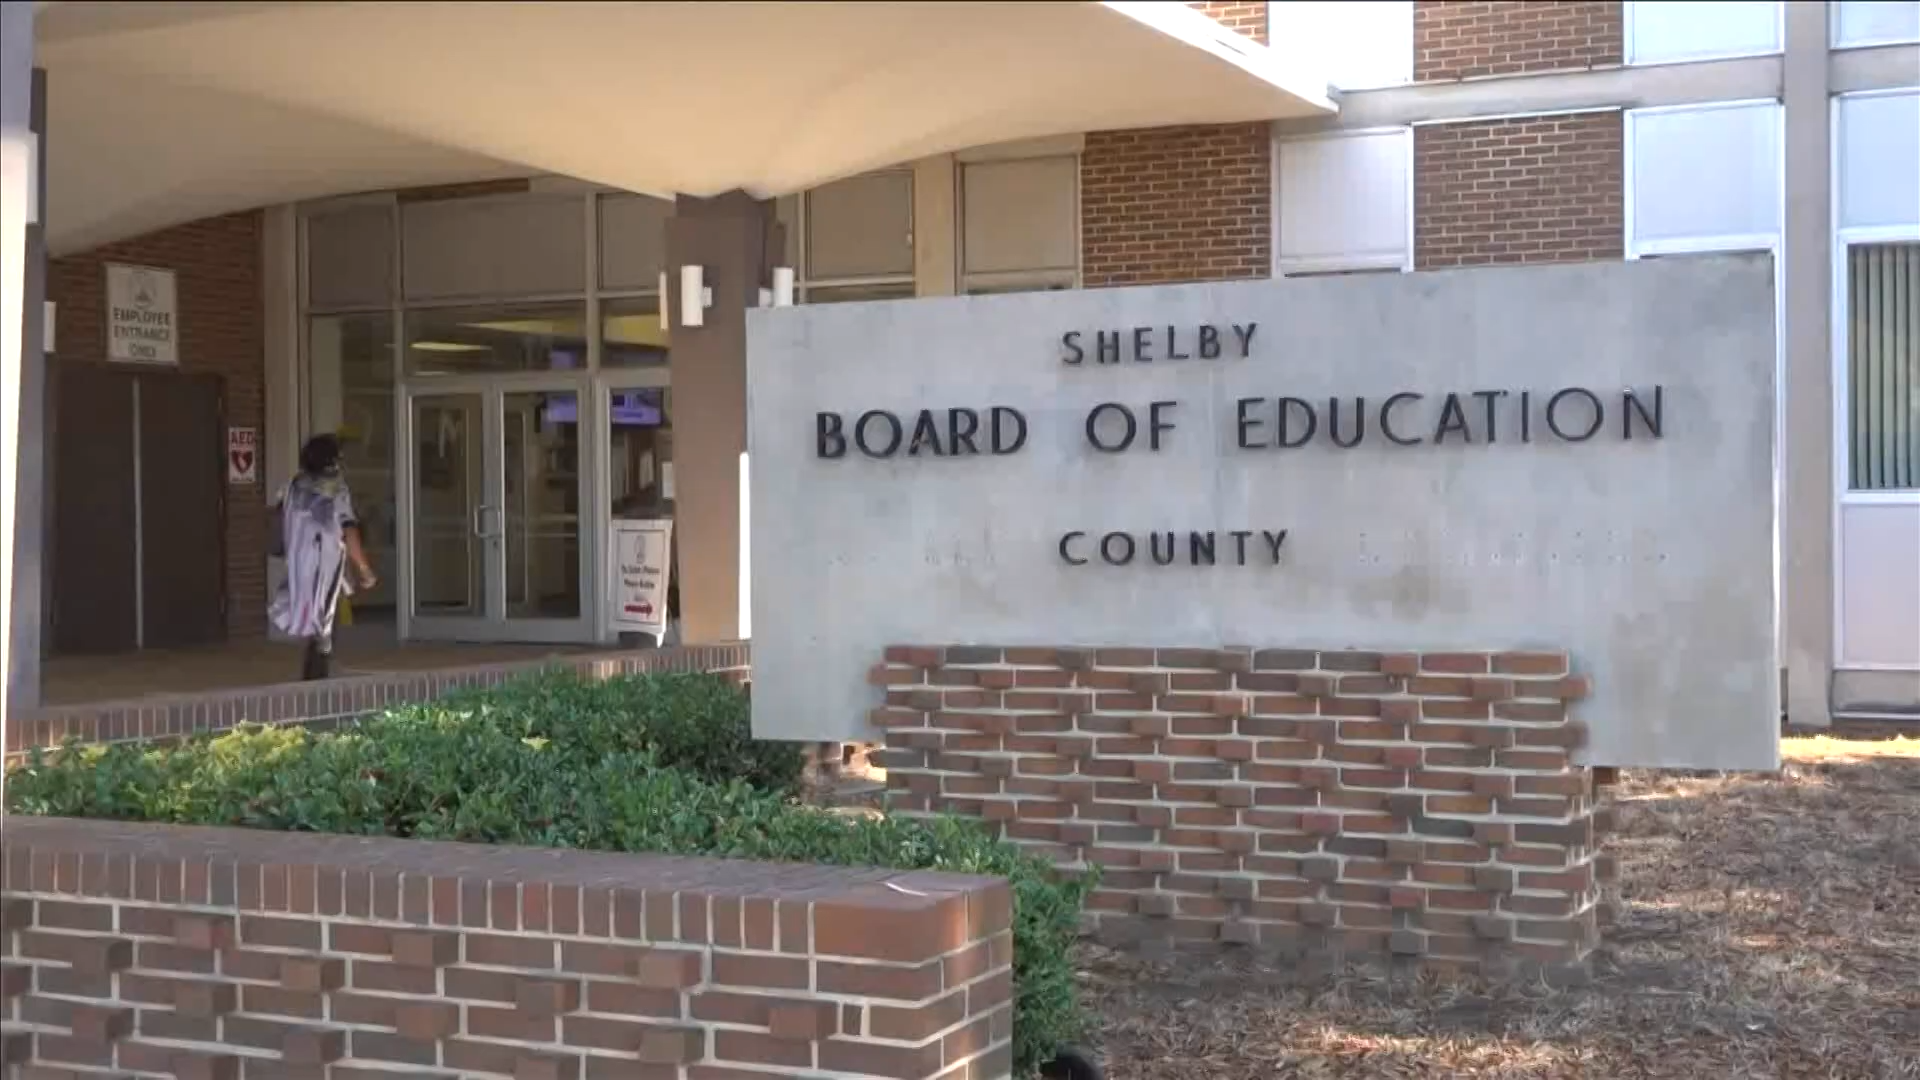 EMPLOYEE
ENTRANCE
ONLY
AED
SHELBY
BOARD OF EDUCATION
COUNTY